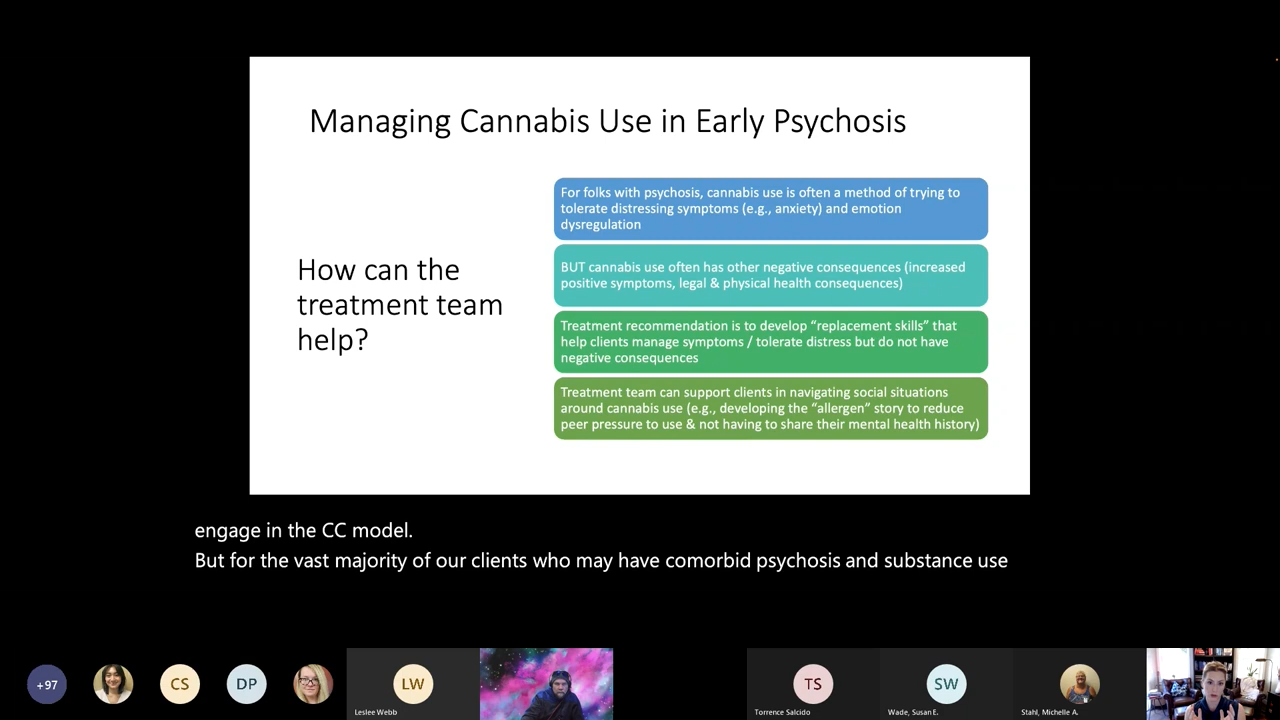 Managing Cannabis Use in Early Psychosis
How can the
treatment team
help?
For folks with psychosis, cannabis use is often a method of trying to
tolerate distressing symptoms (e.g., anxiety) and emotion
dysregulation
BUT cannabis use often has other negative consequences (increased
positive symptoms, legal & physical health consequences)
Treatment recommendation is to develop “replacement skills” that
help clients manage symptoms / tolerate distress but do not have
negative consequences
Treatment team can support clients in navigating social situations
around cannabis use (e.g., developing the “allergen” story to reduce
peer pressure to use & not having to share their mental health history)
engage in the CC model.
But for the vast majority of our clients who may have comorbid psychosis and substance use
+97
CS
DP
LW
Leslee Webb
TS
Torrence Salcido
SW
Wade, Susan E.
Stahl, Michelle A.